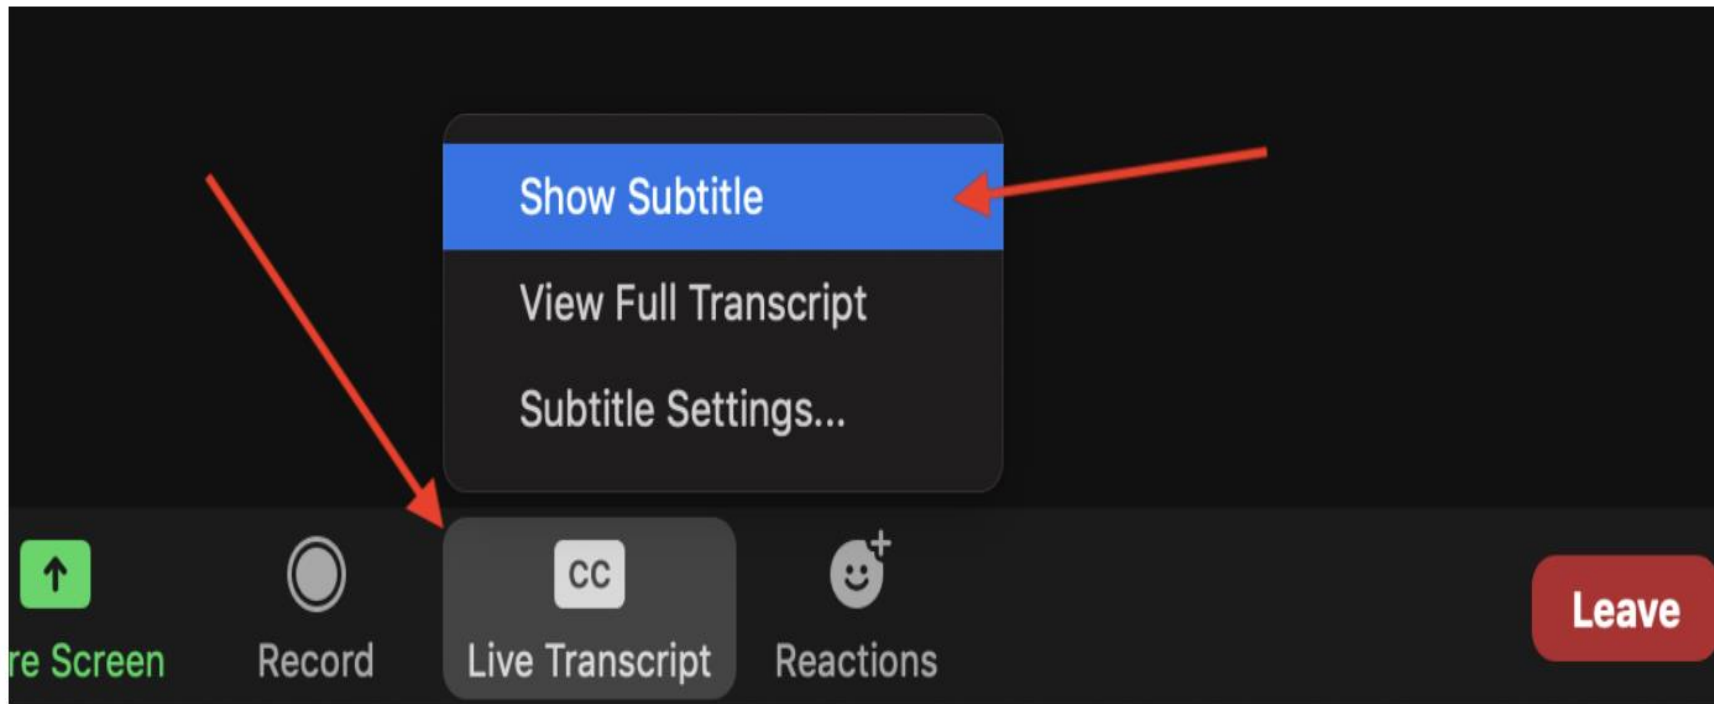 Show Subtitle
View Full Transcript
Subtitle Settings...
CC
re Screen
Record
Live Transcript
Reactions
Leave